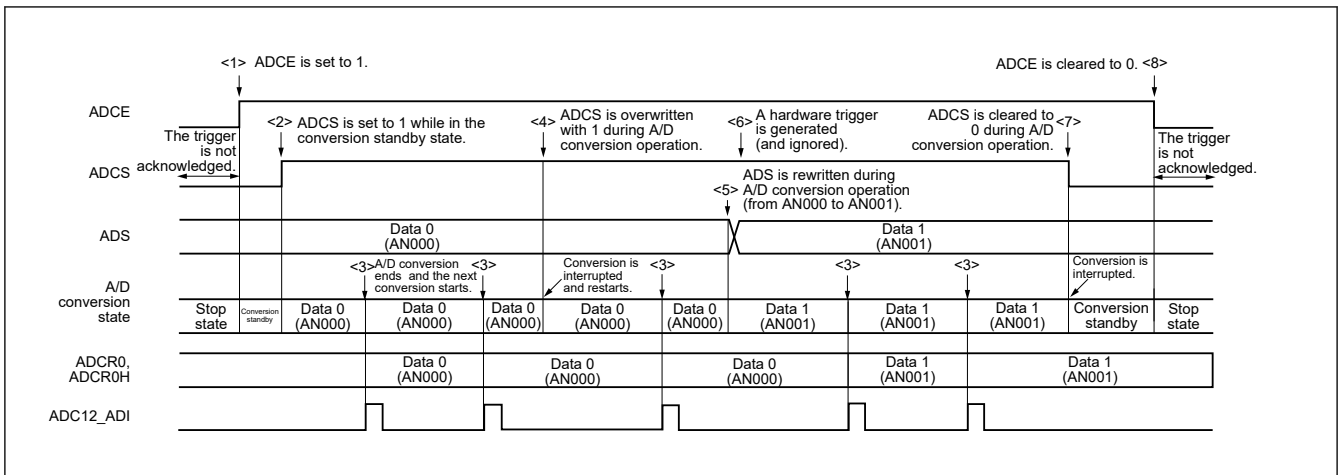 <1> ADCE is set to 1.
ADCE is cleared to 0. <8>
ADCE
The trigger
is not
acknowledged.
<2> ADCS is set to 1 while in the
conversion standby state.
<4> ADCS is overwritten
with 1 during A/D
conversion operation.
<6> A hardware trigger
is generated
(and ignored).
ADCS is cleared to <7>
0 during A/D
conversion operation.
The trigger
is not
acknowledged.
ADCS
<5> ADS is rewritten during
A/D conversion operation
(from AN000 to AN001).
ADS
Data 0
(AN000)
Data 1
(AN001)
<3> A/D conversion
ends and the next
conversion starts.
<3>
Conversion is
interrupted
and restarts.
<3>
<3>
<3>
Conversion is
interrupted.
A/D
conversion
state
Stop
state
Conversion
standby
Data 0
(AN000)
Data 0
(AN000)
Data 0
(AN000)
Data 0
(AN000)
Data 0
(AN000)
Data 1
(AN001)
Data 1
(AN001)
Data 1
(AN001)
Conversion
standby
Stop
state
ADCR0,
ADCR0H
Data 0
(AN000)
Data 0
(AN000)
Data 0
(AN000)
Data 1
(AN001)
Data 1
(AN001)
ADC12_ADI